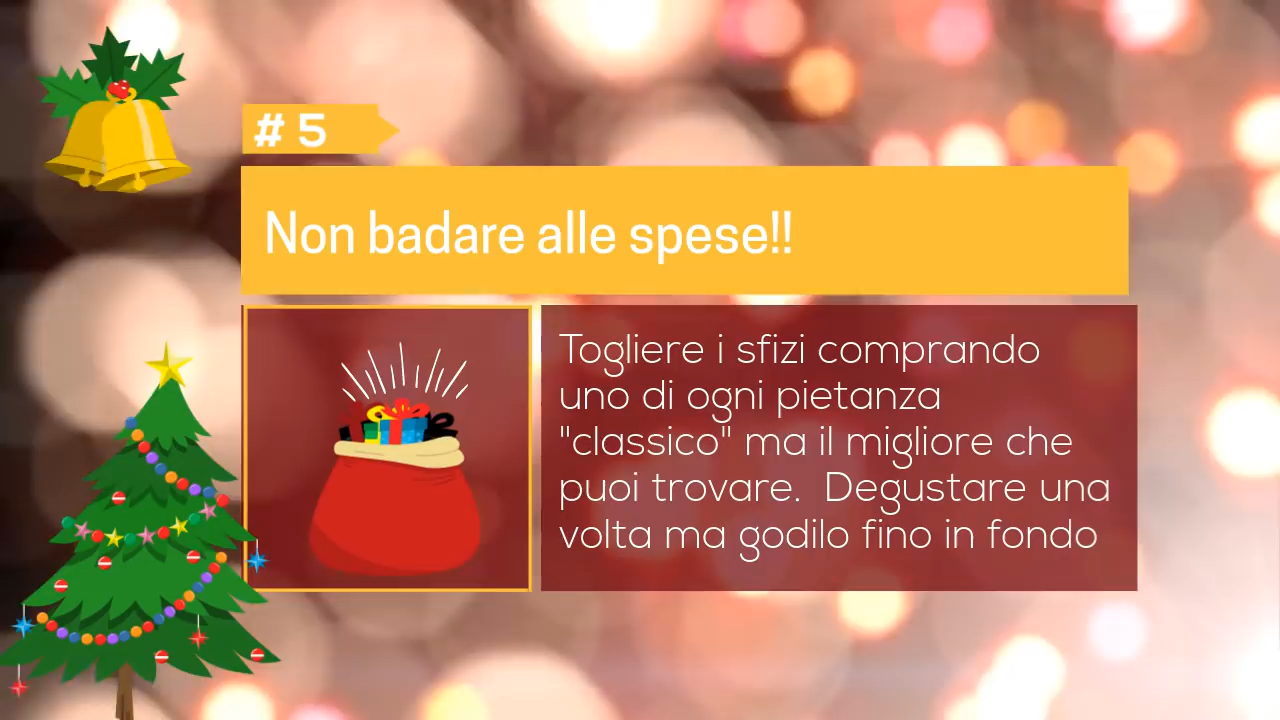 # 5
Non badare alle spese!!
Togliere i sfizi comprando
uno di ogni pietanza
"classico" ma il migliore che
puoi trovare.  Degustare una
volta ma godilo fino in fondo